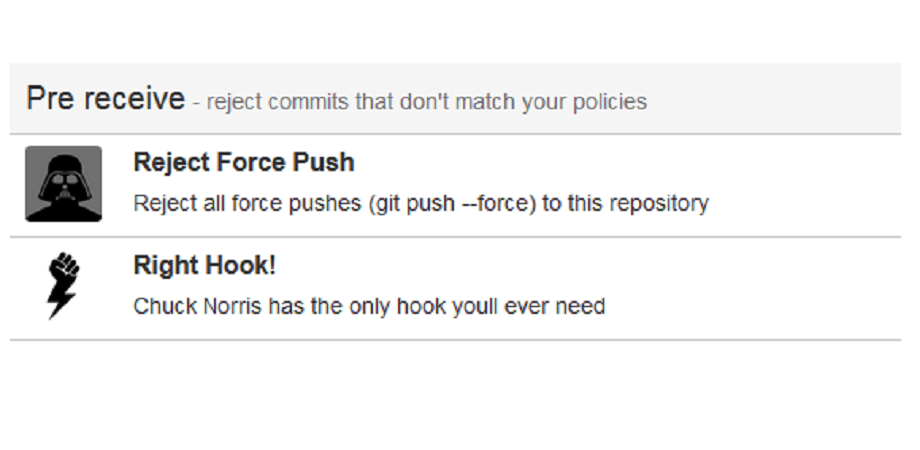 Pre receive - reject commits that don't match your policies
Reject Force Push
Reject all force pushes (git push --force) to this repository
Right Hook!
Chuck Norris has the only hook youll ever need